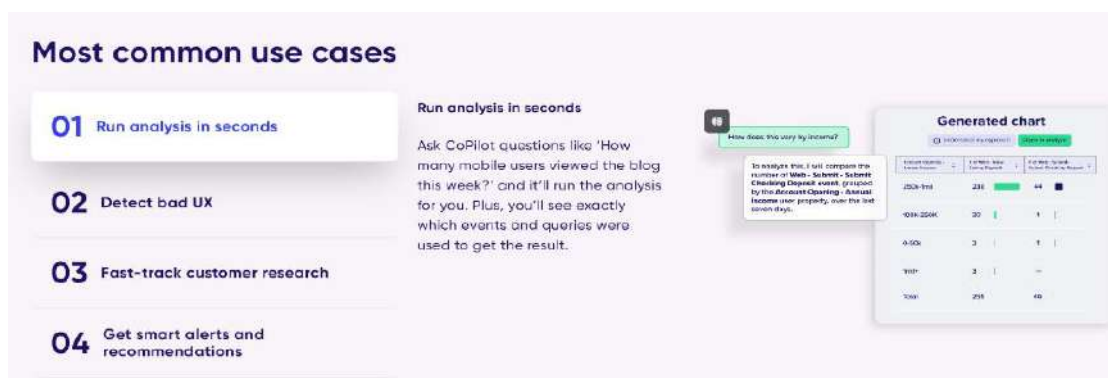 Most common use cases
01 Run analysis in seconds
02 Detect bad UX
03 Fast-track customer research
04 Get smart alerts and
recommendations
Run analysis in seconds
Ask CoPilot questions like 'How
many mobile users viewed the blog
this week?' and it'll run the analysis
for you. Plus, you'll see exactly
which events and queries were
used to get the result.
How does this vary by income?
To analyze this, I will compare the
number of Web - Submit - Submit
Checking Deposit event, grouped
by the Account Opening - Annual
Income user property, over the last
seven days.
Generated chart
250k-1mil 44
100k-250K 1
0-50k 3 1
3
Total